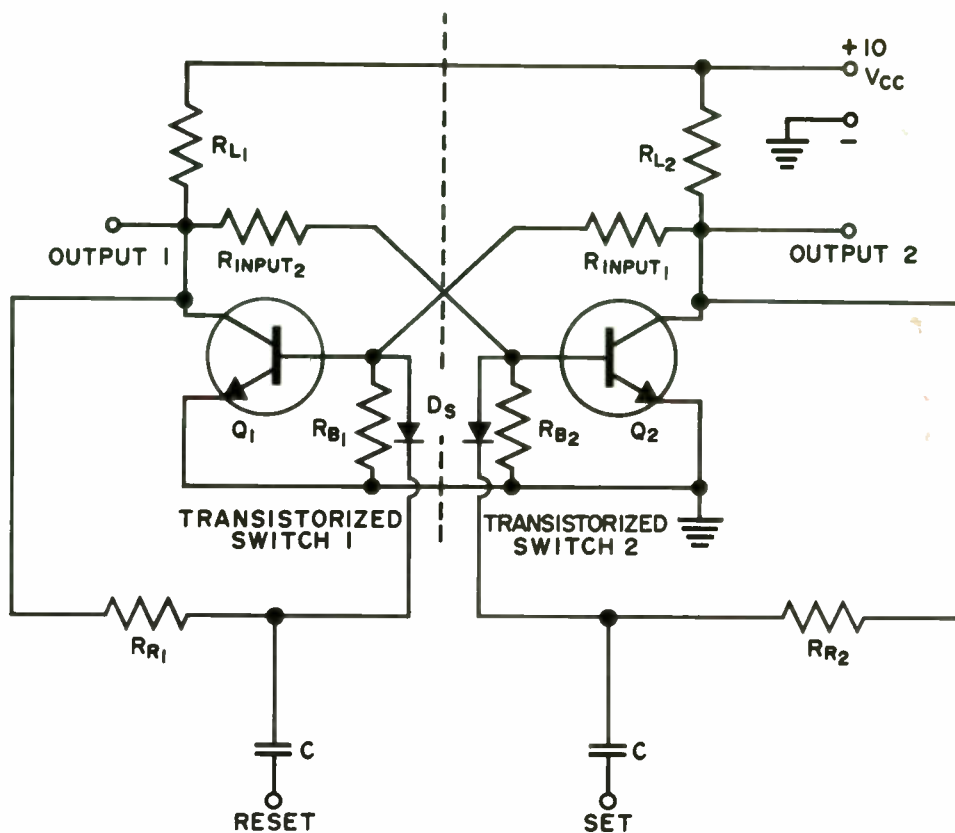 +10
VCC
−
RL1
RL2
OUTPUT 1
RINPUT2
RINPUT1
OUTPUT 2
Q1
RB1
DS
RB2
Q2
TRANSISTORIZED
SWITCH 1
TRANSISTORIZED
SWITCH 2
RR1
RR2
C
C
RESET
SET